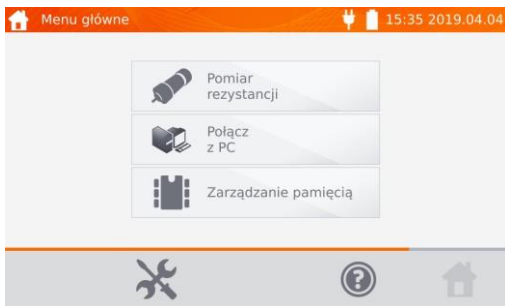 Menu główne 15:35 2019.04.04
Pomiar
rezystancji
Połącz
z PC
Zarządzanie pamięcią